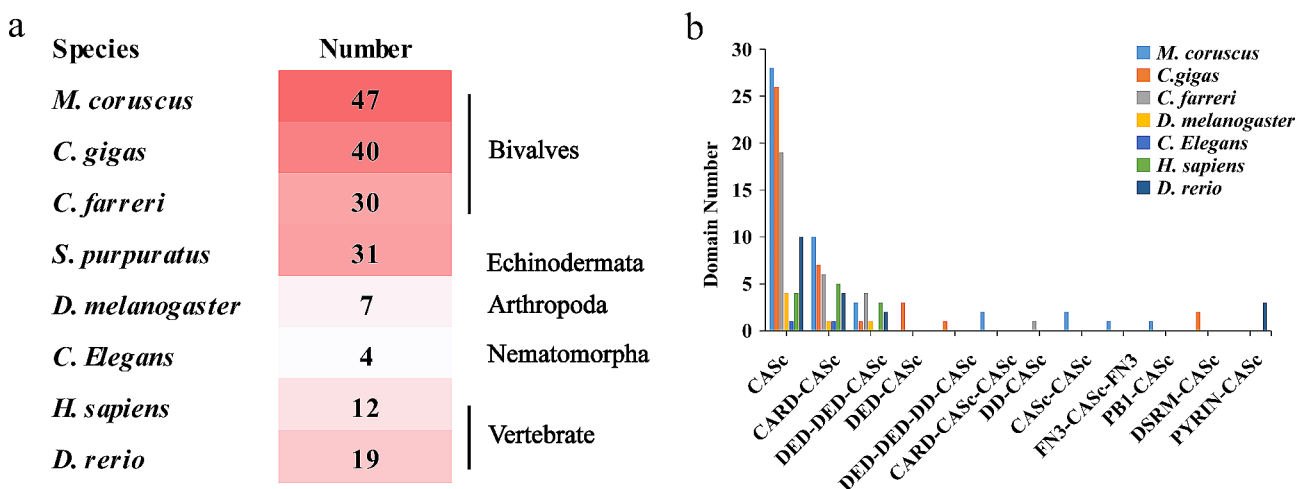 a
Species Number
M. coruscus 47
C. gigas 40
Bivalves
C. farreri 30
S. purpuratus 31 Echinodermata
D. melanogaster 7 Arthropoda
C. Elegans 4 Nematomorpha
H. sapiens 12
Vertebrate
D. rerio 19
b
Domain Number
30
25
20
15
10
5
0
M. coruscus
C.gigas
C. farreri
D. melanogaster
C. Elegans
H. sapiens
D. rerio
CASc
CARD-CASc
DED-DED-CASc
DED-CASc
DED-DED-DD-CASc
CARD-CASc-CASc
DD-CASc
CASc-CASc
FN3-CASc-FN3
PB1-CASc
DSRM-CASc
PYRIN-CASc